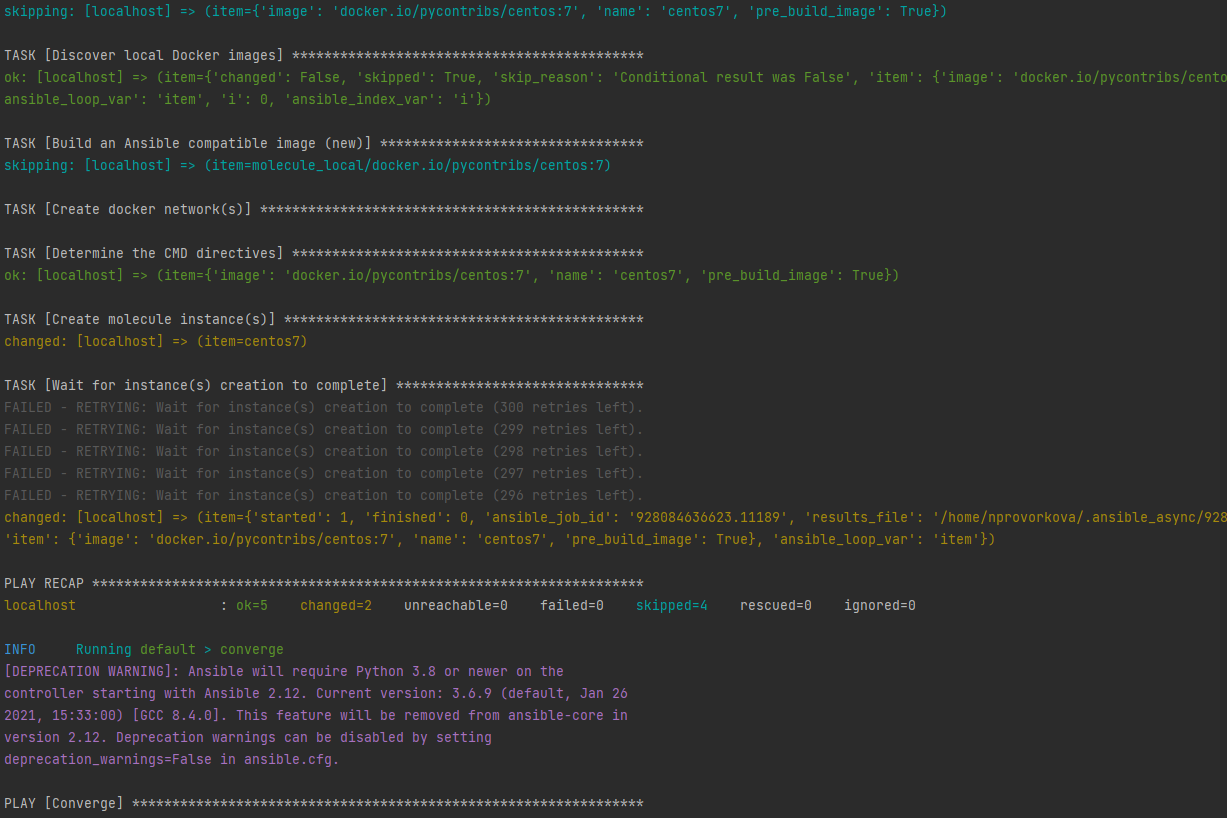 skipping: [localhost] => (item={'image': 'docker.io/pycontribs/centos:7', 'name': 'centos7', 'pre_build_image': True})
TASK [Discover local Docker images] ********************************************
ok: [localhost] => (item={'changed': False, 'skipped': True, 'skip_reason': 'Conditional result was False', 'item': {'image': 'docker.io/pycontribs/cento
ansible_loop_var': 'item', 'i': 0, 'ansible_index_var': 'i'})
TASK [Build an Ansible compatible image (new)] *********************************
skipping: [localhost] => (item=molecule_local/docker.io/pycontribs/centos:7)
TASK [Create docker network(s)] ************************************************
TASK [Determine the CMD directives] ********************************************
ok: [localhost] => (item={'image': 'docker.io/pycontribs/centos:7', 'name': 'centos7', 'pre_build_image': True})
TASK [Create molecule instance(s)] *********************************************
changed: [localhost] => (item=centos7)
TASK [Wait for instance(s) creation to complete] *******************************
FAILED - RETRYING: Wait for instance(s) creation to complete (300 retries left).
FAILED - RETRYING: Wait for instance(s) creation to complete (299 retries left).
FAILED - RETRYING: Wait for instance(s) creation to complete (298 retries left).
FAILED - RETRYING: Wait for instance(s) creation to complete (297 retries left).
FAILED - RETRYING: Wait for instance(s) creation to complete (296 retries left).
changed: [localhost] => (item={'started': 1, 'finished': 0, 'ansible_job_id': '928084636623.11189', 'results_file': '/home/nprovorkova/.ansible_async/928
'item': {'image': 'docker.io/pycontribs/centos:7', 'name': 'centos7', 'pre_build_image': True}, 'ansible_loop_var': 'item'})
PLAY RECAP *********************************************************************
localhost                  : ok=5    changed=2    unreachable=0    failed=0    skipped=4    rescued=0    ignored=0
INFO     Running default > converge
[DEPRECATION WARNING]: Ansible will require Python 3.8 or newer on the
controller starting with Ansible 2.12. Current version: 3.6.9 (default, Jan 26
2021, 15:33:00) [GCC 8.4.0]. This feature will be removed from ansible-core in
version 2.12. Deprecation warnings can be disabled by setting
deprecation_warnings=False in ansible.cfg.
PLAY [Converge] ****************************************************************